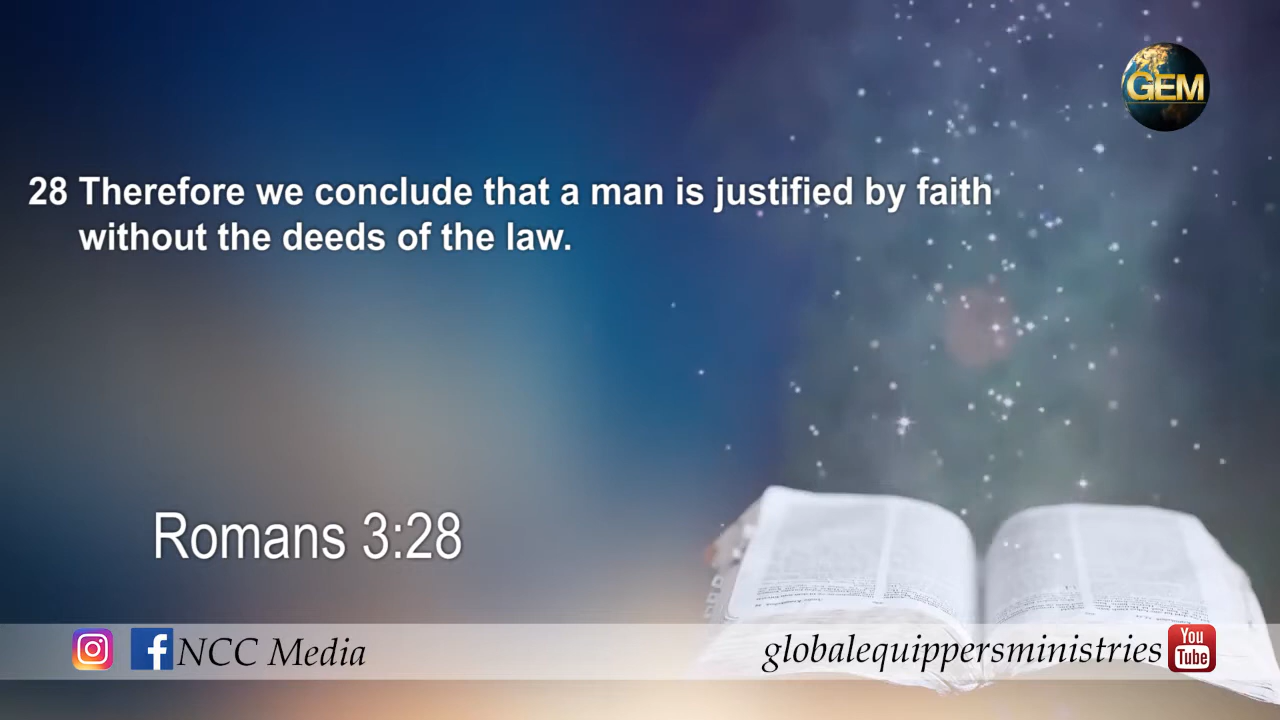 GEM
28 Therefore we conclude that a man is justified by faith
without the deeds of the law.
Romans 3:28
NCC Media
globalequippersministries
You
Tube